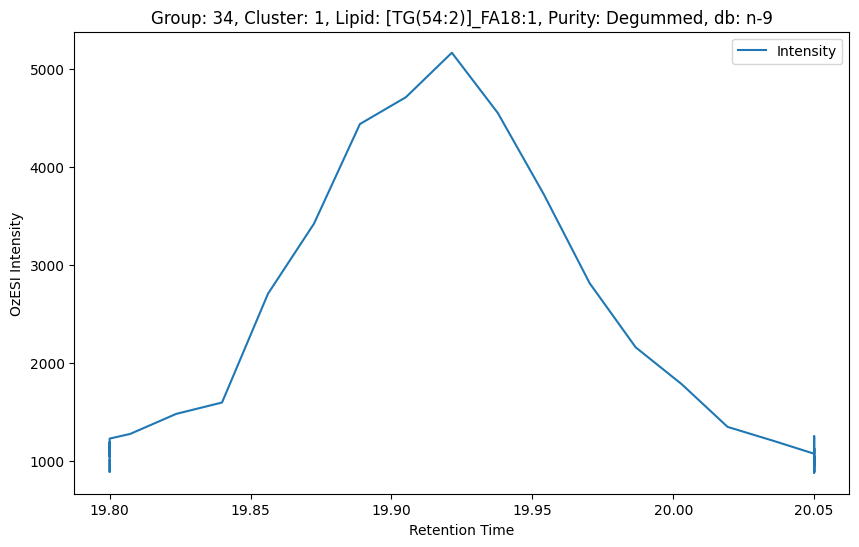 Group: 34, Cluster: 1, Lipid: [TG(54:2)]_FA18:1, Purity: Degummed, db: n-9
Intensity
5000
4000
3000
2000
1000
OzESI Intensity
19.80 19.85 19.90 19.95 20.00 20.05
Retention Time